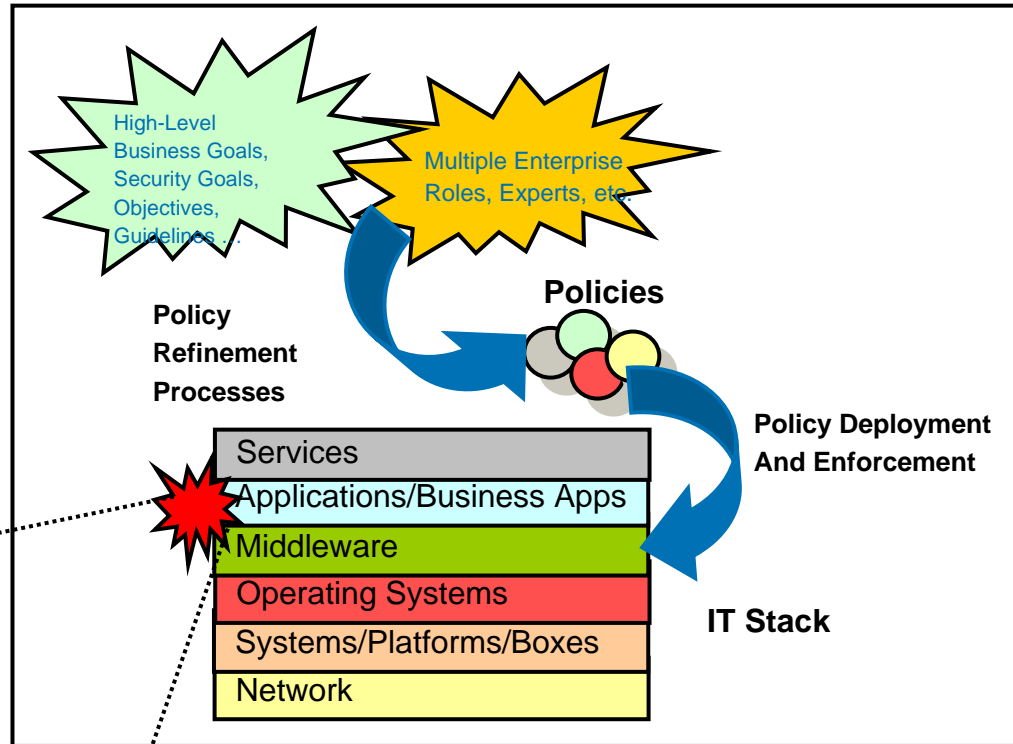 High-Level
Business Goals,
Security Goals,
Objectives,
Guidelines …
Multiple Enterprise
Roles, Experts, etc.
Policies
Policy
Refinement
Processes
Policy Deployment
And Enforcement
Services
Applications/Business Apps
Middleware
Operating Systems
Systems/Platforms/Boxes
Network
IT Stack